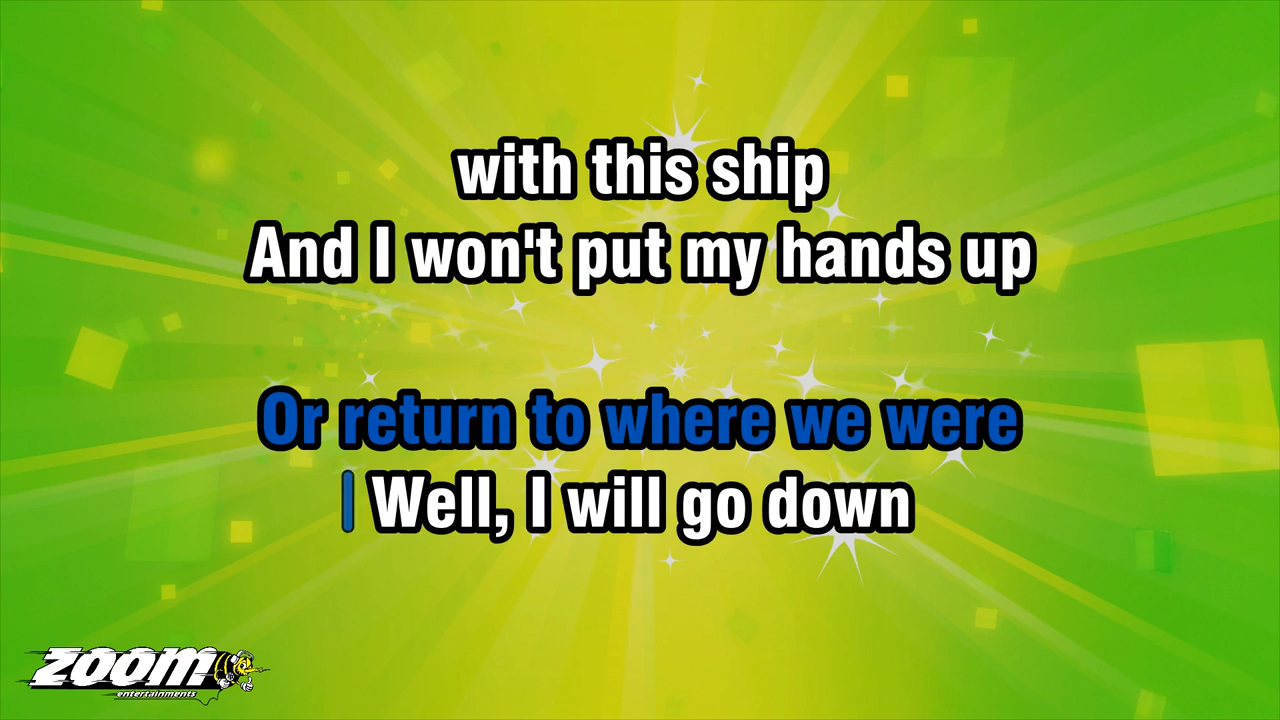 with this ship
And I won't put my hands up
Or return to where we were
| Well, I will go down
ZOOM
entertainments